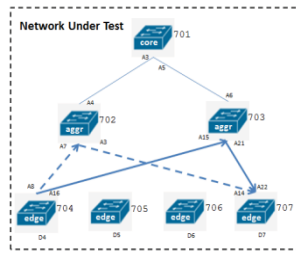 Network Under Test
701
core
A3
A5
A4
A6
702
703
aggr
aggr
A7
A3
A15
A21
A8
A16
A14
A22
704
705
706
707
edge
edge
edge
edge
D4
D5
D6
D7